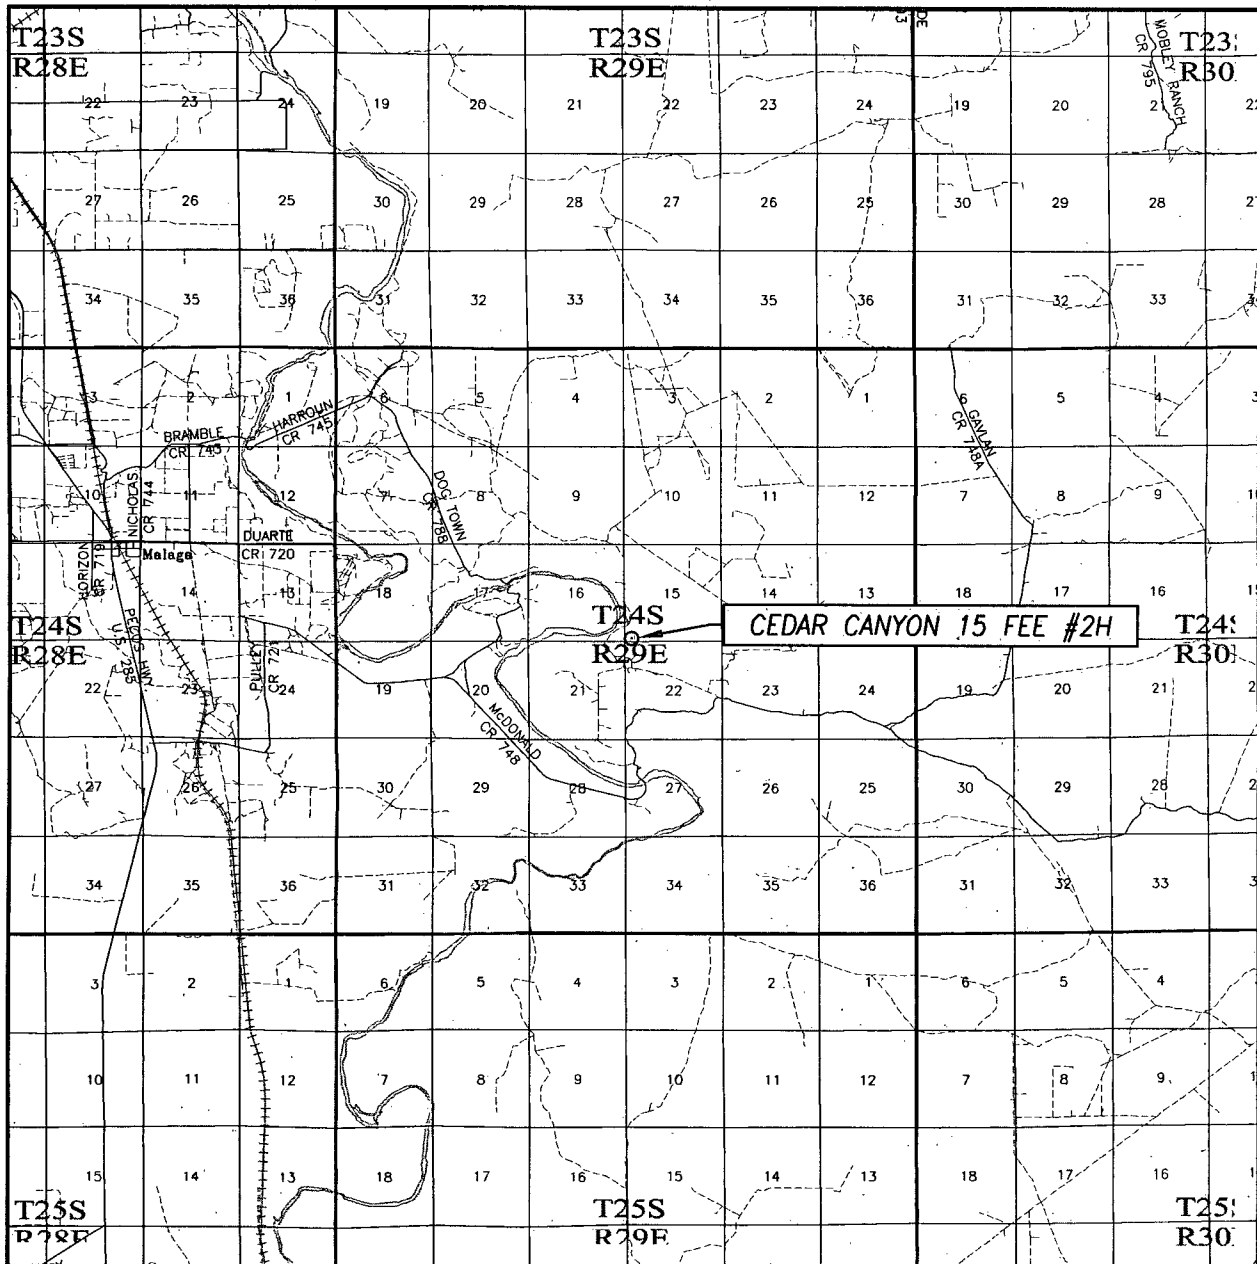 T23S
R28E
T23S
R29E
T23
R30
DE
MOBLEY RANCH
CR 795
22 23 24 19 20 21 22 23 24 19 20 21
27 26 25 30 29 28 27 26 25 30 29 28
34 35 36 31 32 33 34 35 36 31 32 33
3 2 1 6 5 4 3 2 1 6 5 4
BRAMBLE
CR 743
HARROUN
CR 745
GAVLAN
CR 748A
10 11 12 7 8 9 10 11 12 7 8 9
NICHOLAS
CR 744
DOG TOWN
CR 788
DUARTE
CR 720
Malaga
HORIZON
CR 719
14 13 18 17 16 15 14 13 18 17 16
T24S
R28E
T24S
R29E
CEDAR CANYON 15 FEE #2H
T24
R30
PECOS HWY.
U.S. 285
PULLEY
CR 721
22 23 24 19 20 21 22 23 24 19 20 21
McDONALD
CR 748
27 26 25 30 29 28 27 26 25 30 29 28
34 35 36 31 32 33 34 35 36 31 32 33
3 2 1 6 5 4 3 2 1 6 5 4
10 11 12 7 8 9 10 11 12 7 8 9
15 14 13 18 17 16 15 14 13 18 17 16
T25S
R28E
T25S
R29E
T25
R30